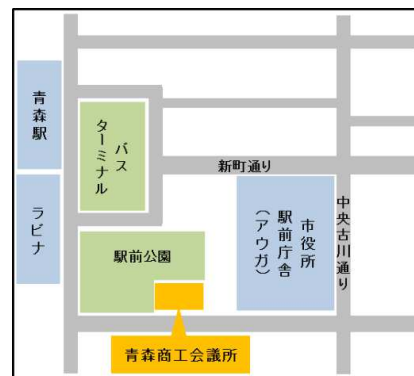 青森駅
バス
ターミナル
新町通り
ラビナ
市役所
駅前庁舎
（アウガ）
中央古川通り
駅前公園
青森商工会議所